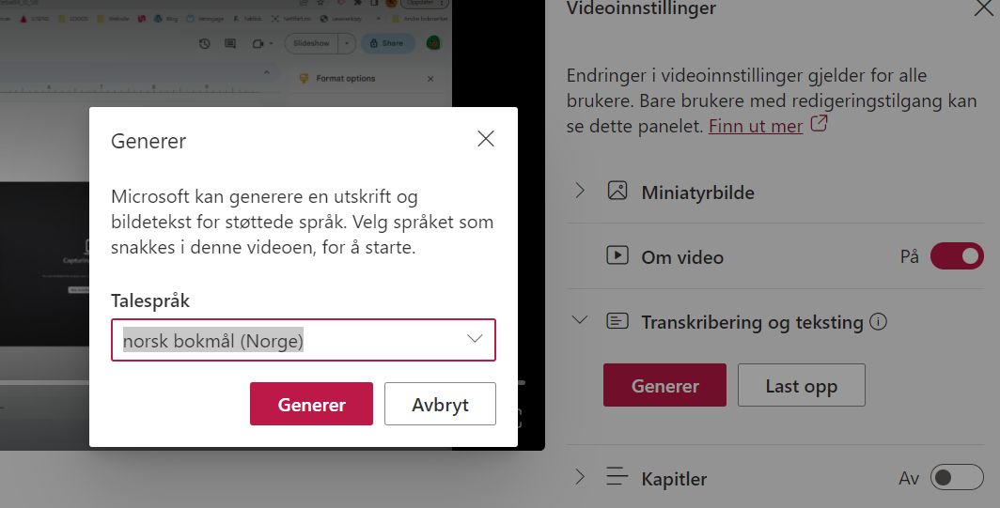 Slideshow
Share
Format options
Andre bokmerker
Generer
Microsoft kan generere en utskrift og
bildetekst for støttede språk. Velg språket som
snakkes i denne videoen, for å starte.
Talespråk
norsk bokmål (Norge)
Generer
Avbryt
Videoinnstillinger
Endringer i videoinnstillinger gjelder for alle
brukere. Bare brukere med redigeringstilgang kan
se dette panelet. Finn ut mer
Miniatyrbilde
Om video På
Transkribering og teksting
Generer Last opp
Kapitler Av